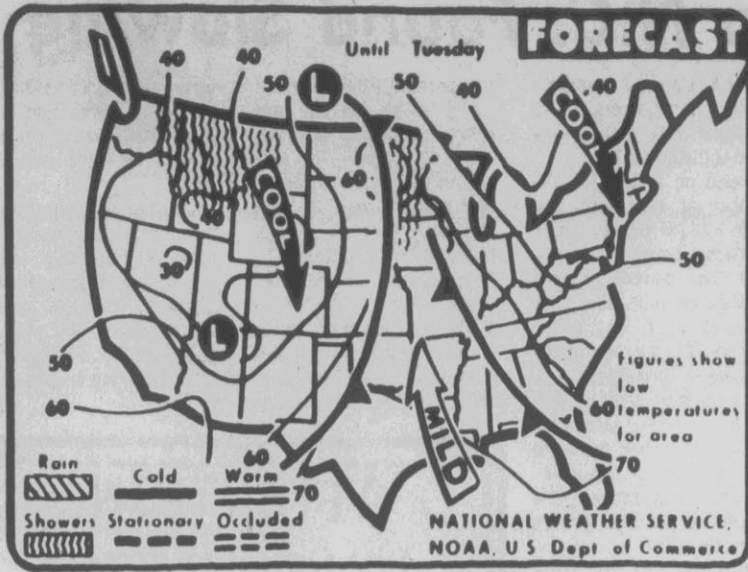 FORECAST
Until Tuesday
40
40
50
L
50
40
.40
COOL
60
COOL
40
30
50
L
50
60
MILD
Figures show
low
60 temperatures
for area
60
70
70
Rain
Cold
Warm
Showers
Stationary
Occluded
NATIONAL WEATHER SERVICE,
NOAA, U S Dept of Commerce